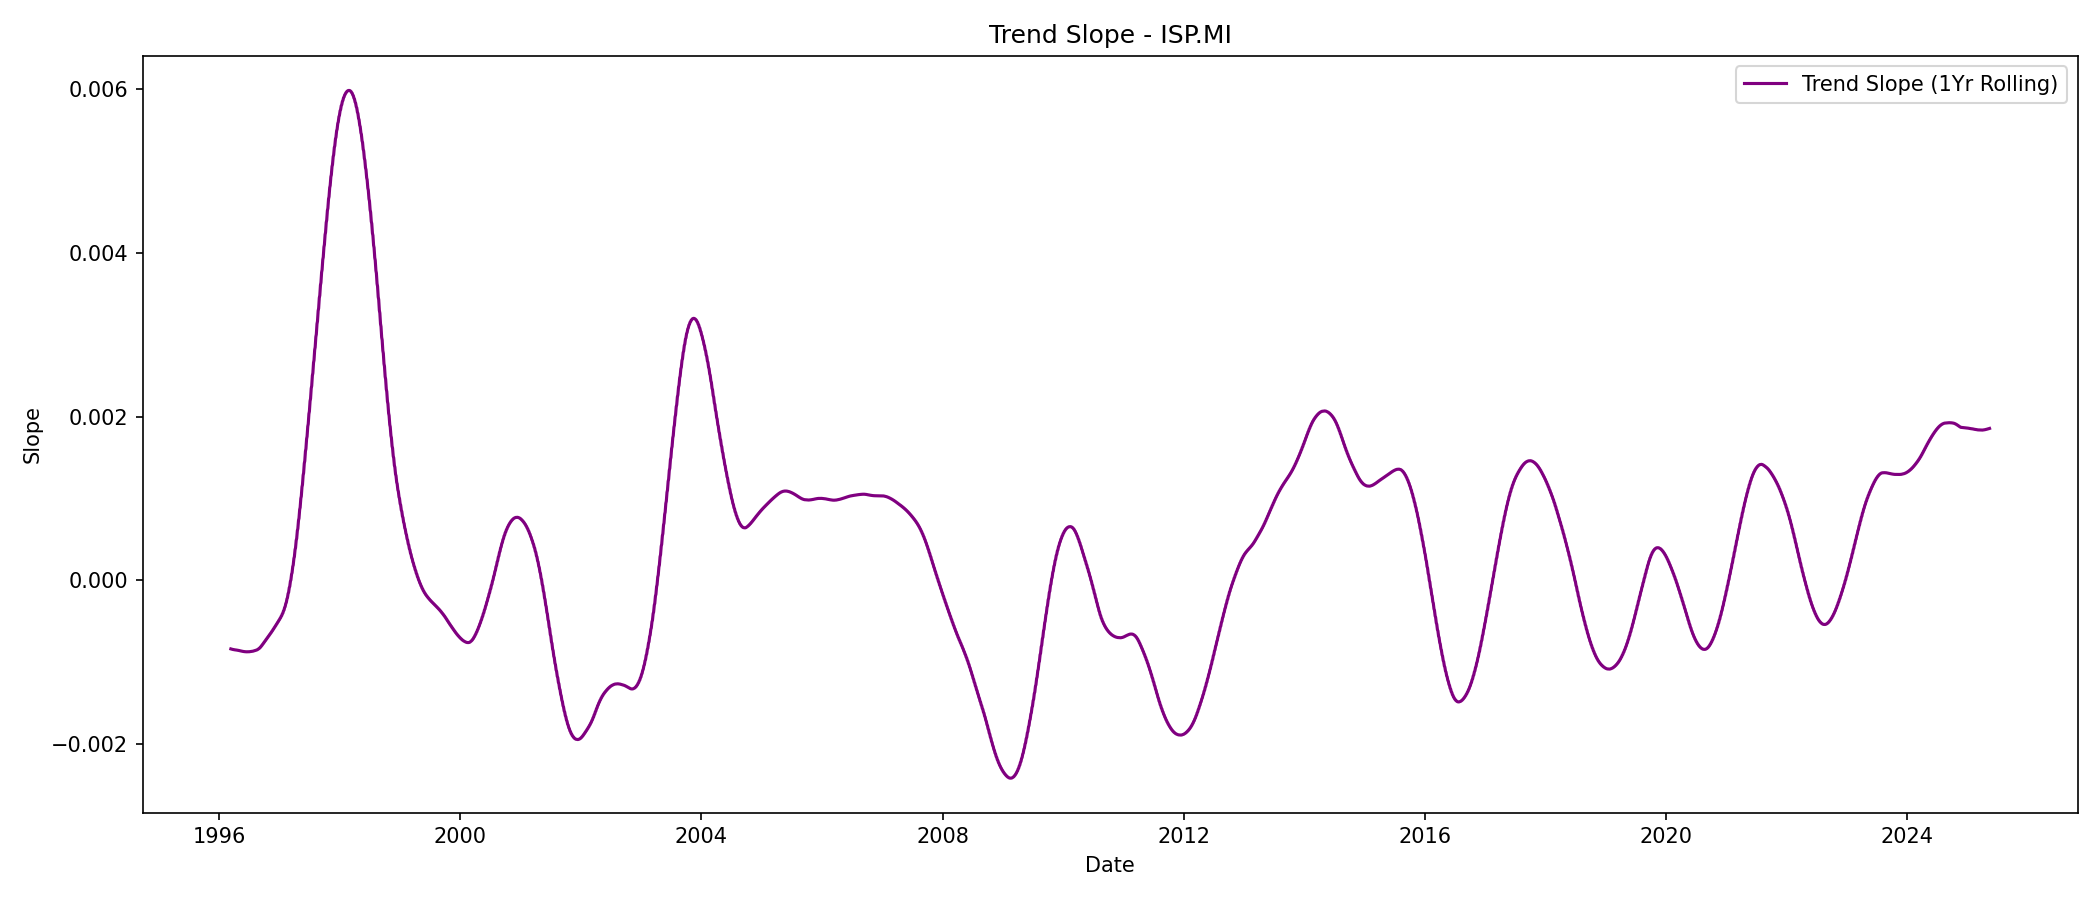 Trend Slope - ISP.MI
Trend Slope (1Yr Rolling)
0.006
0.004
0.002
0.000
−0.002
Slope
1996 2000 2004 2008 2012 2016 2020 2024
Date